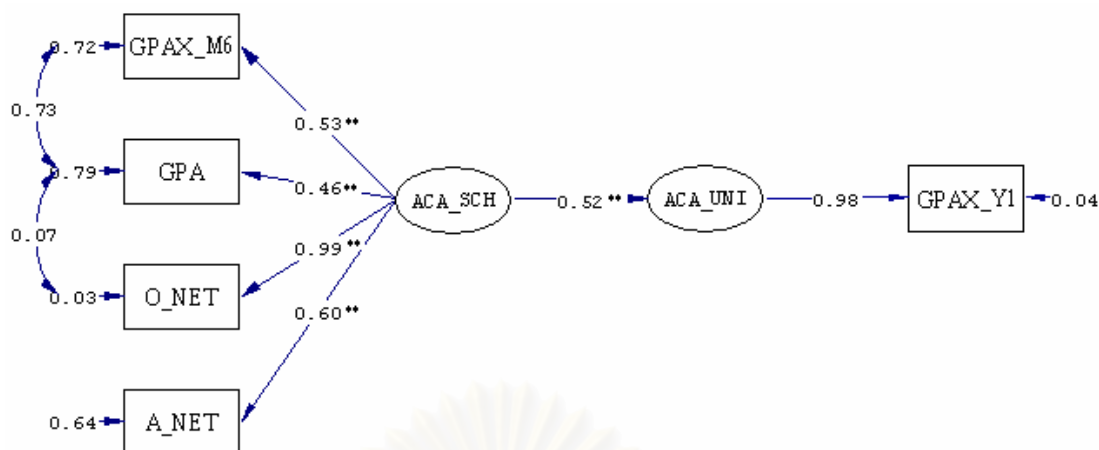 0.72
GPAX_M6
0.73
0.53**
0.79
GPA
0.46**
ACA_SCH
0.52**
ACA_UNI
0.98
GPAX_Y1
0.04
0.07
0.99**
0.03
O_NET
0.60**
0.64
A_NET